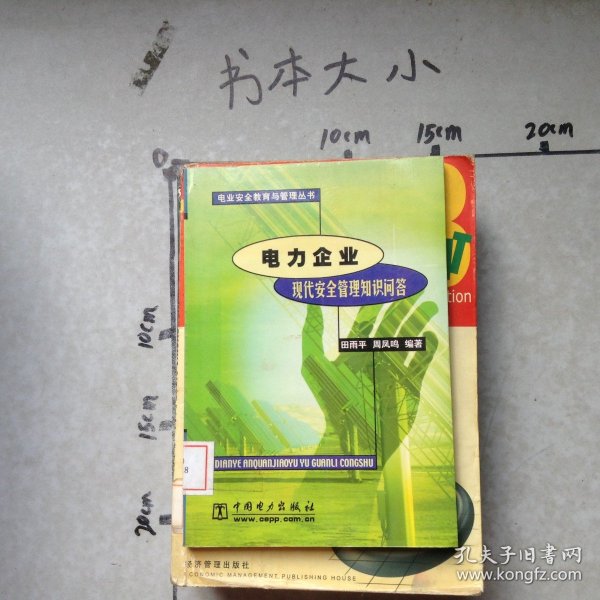 书本大小
10cm 15cm 20cm
0
10cm
15cm
20cm
电业安全教育与管理丛书
电力企业
现代安全管理知识问答
田雨平 周凤鸣 编著
DIANYE ANQUANJIAOYU YU GUANLI CONGSHU
中国电力出版社
www.cepp.com.cn
8
tion
经济管理出版社
ECONOMIC MANAGEMENT PUBLISHING HOUSE
孔夫子旧书网
www.kongfz.com